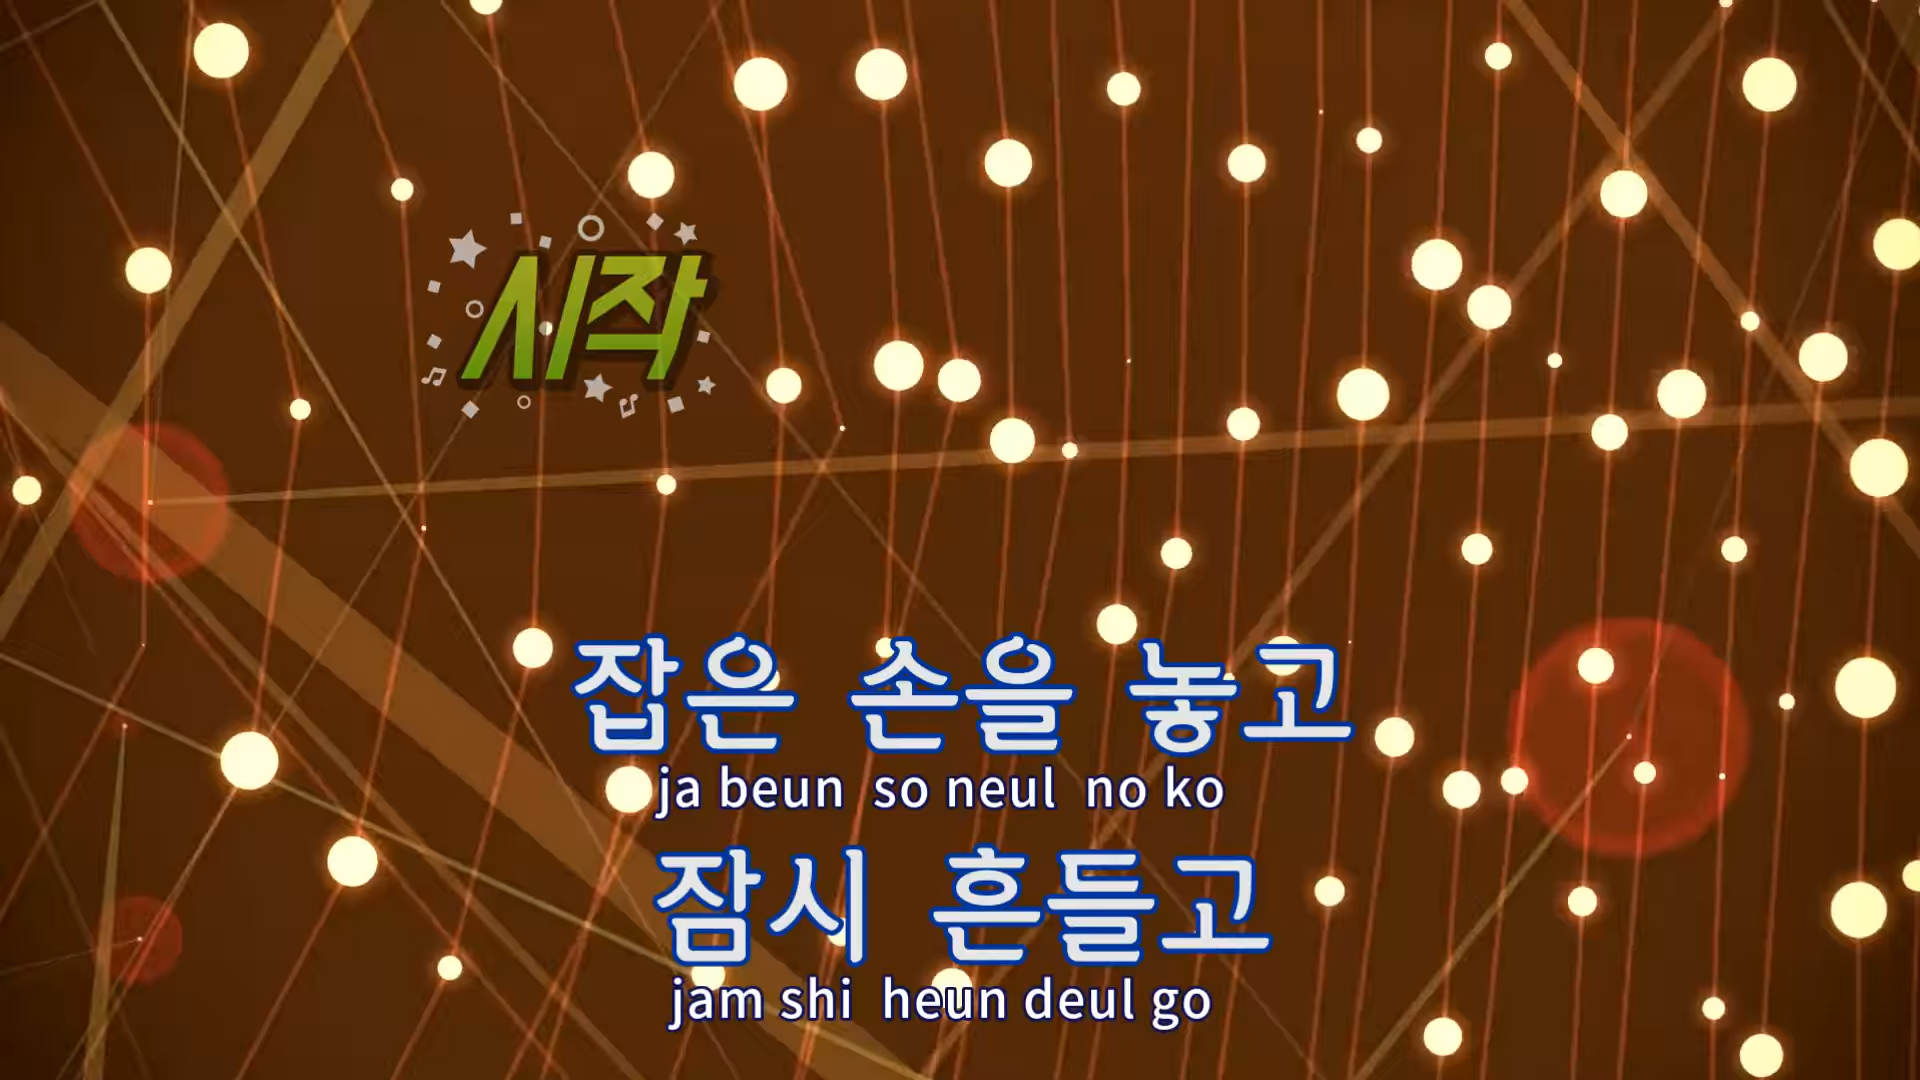 시작
잡은 손을 놓고
ja beun so neul no ko
잠시 흔들고
jam shi heun deul go